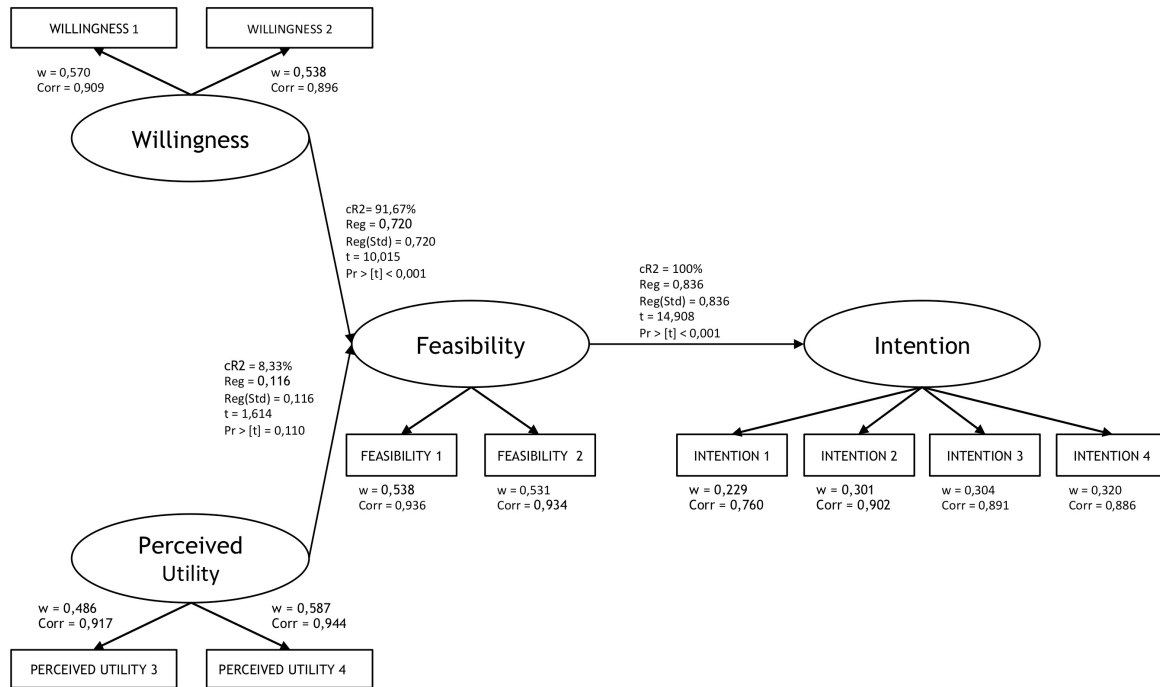 WILLINGNESS 1
WILLINGNESS 2
w = 0,570
Corr = 0,909
w = 0,538
Corr = 0,896
Willingness
cR2= 91,67%
Reg = 0,720
Reg(Std) = 0,720
t = 10,015
Pr > [t] < 0,001
cR2 = 100%
Reg = 0,836
Reg(Std) = 0,836
t = 14,908
Pr > [t] < 0,001
Feasibility
Intention
cR2 = 8,33%
Reg = 0,116
Reg(Std) = 0,116
t = 1,614
Pr > [t] = 0,110
FEASIBILITY 1
FEASIBILITY 2
INTENTION 1
INTENTION 2
INTENTION 3
INTENTION 4
w = 0,538
Corr = 0,936
w = 0,531
Corr = 0,934
w = 0,229
Corr = 0,760
w = 0,301
Corr = 0,902
w = 0,304
Corr = 0,891
w = 0,320
Corr = 0,886
Perceived
Utility
w = 0,486
Corr = 0,917
w = 0,587
Corr = 0,944
PERCEIVED UTILITY 3
PERCEIVED UTILITY 4